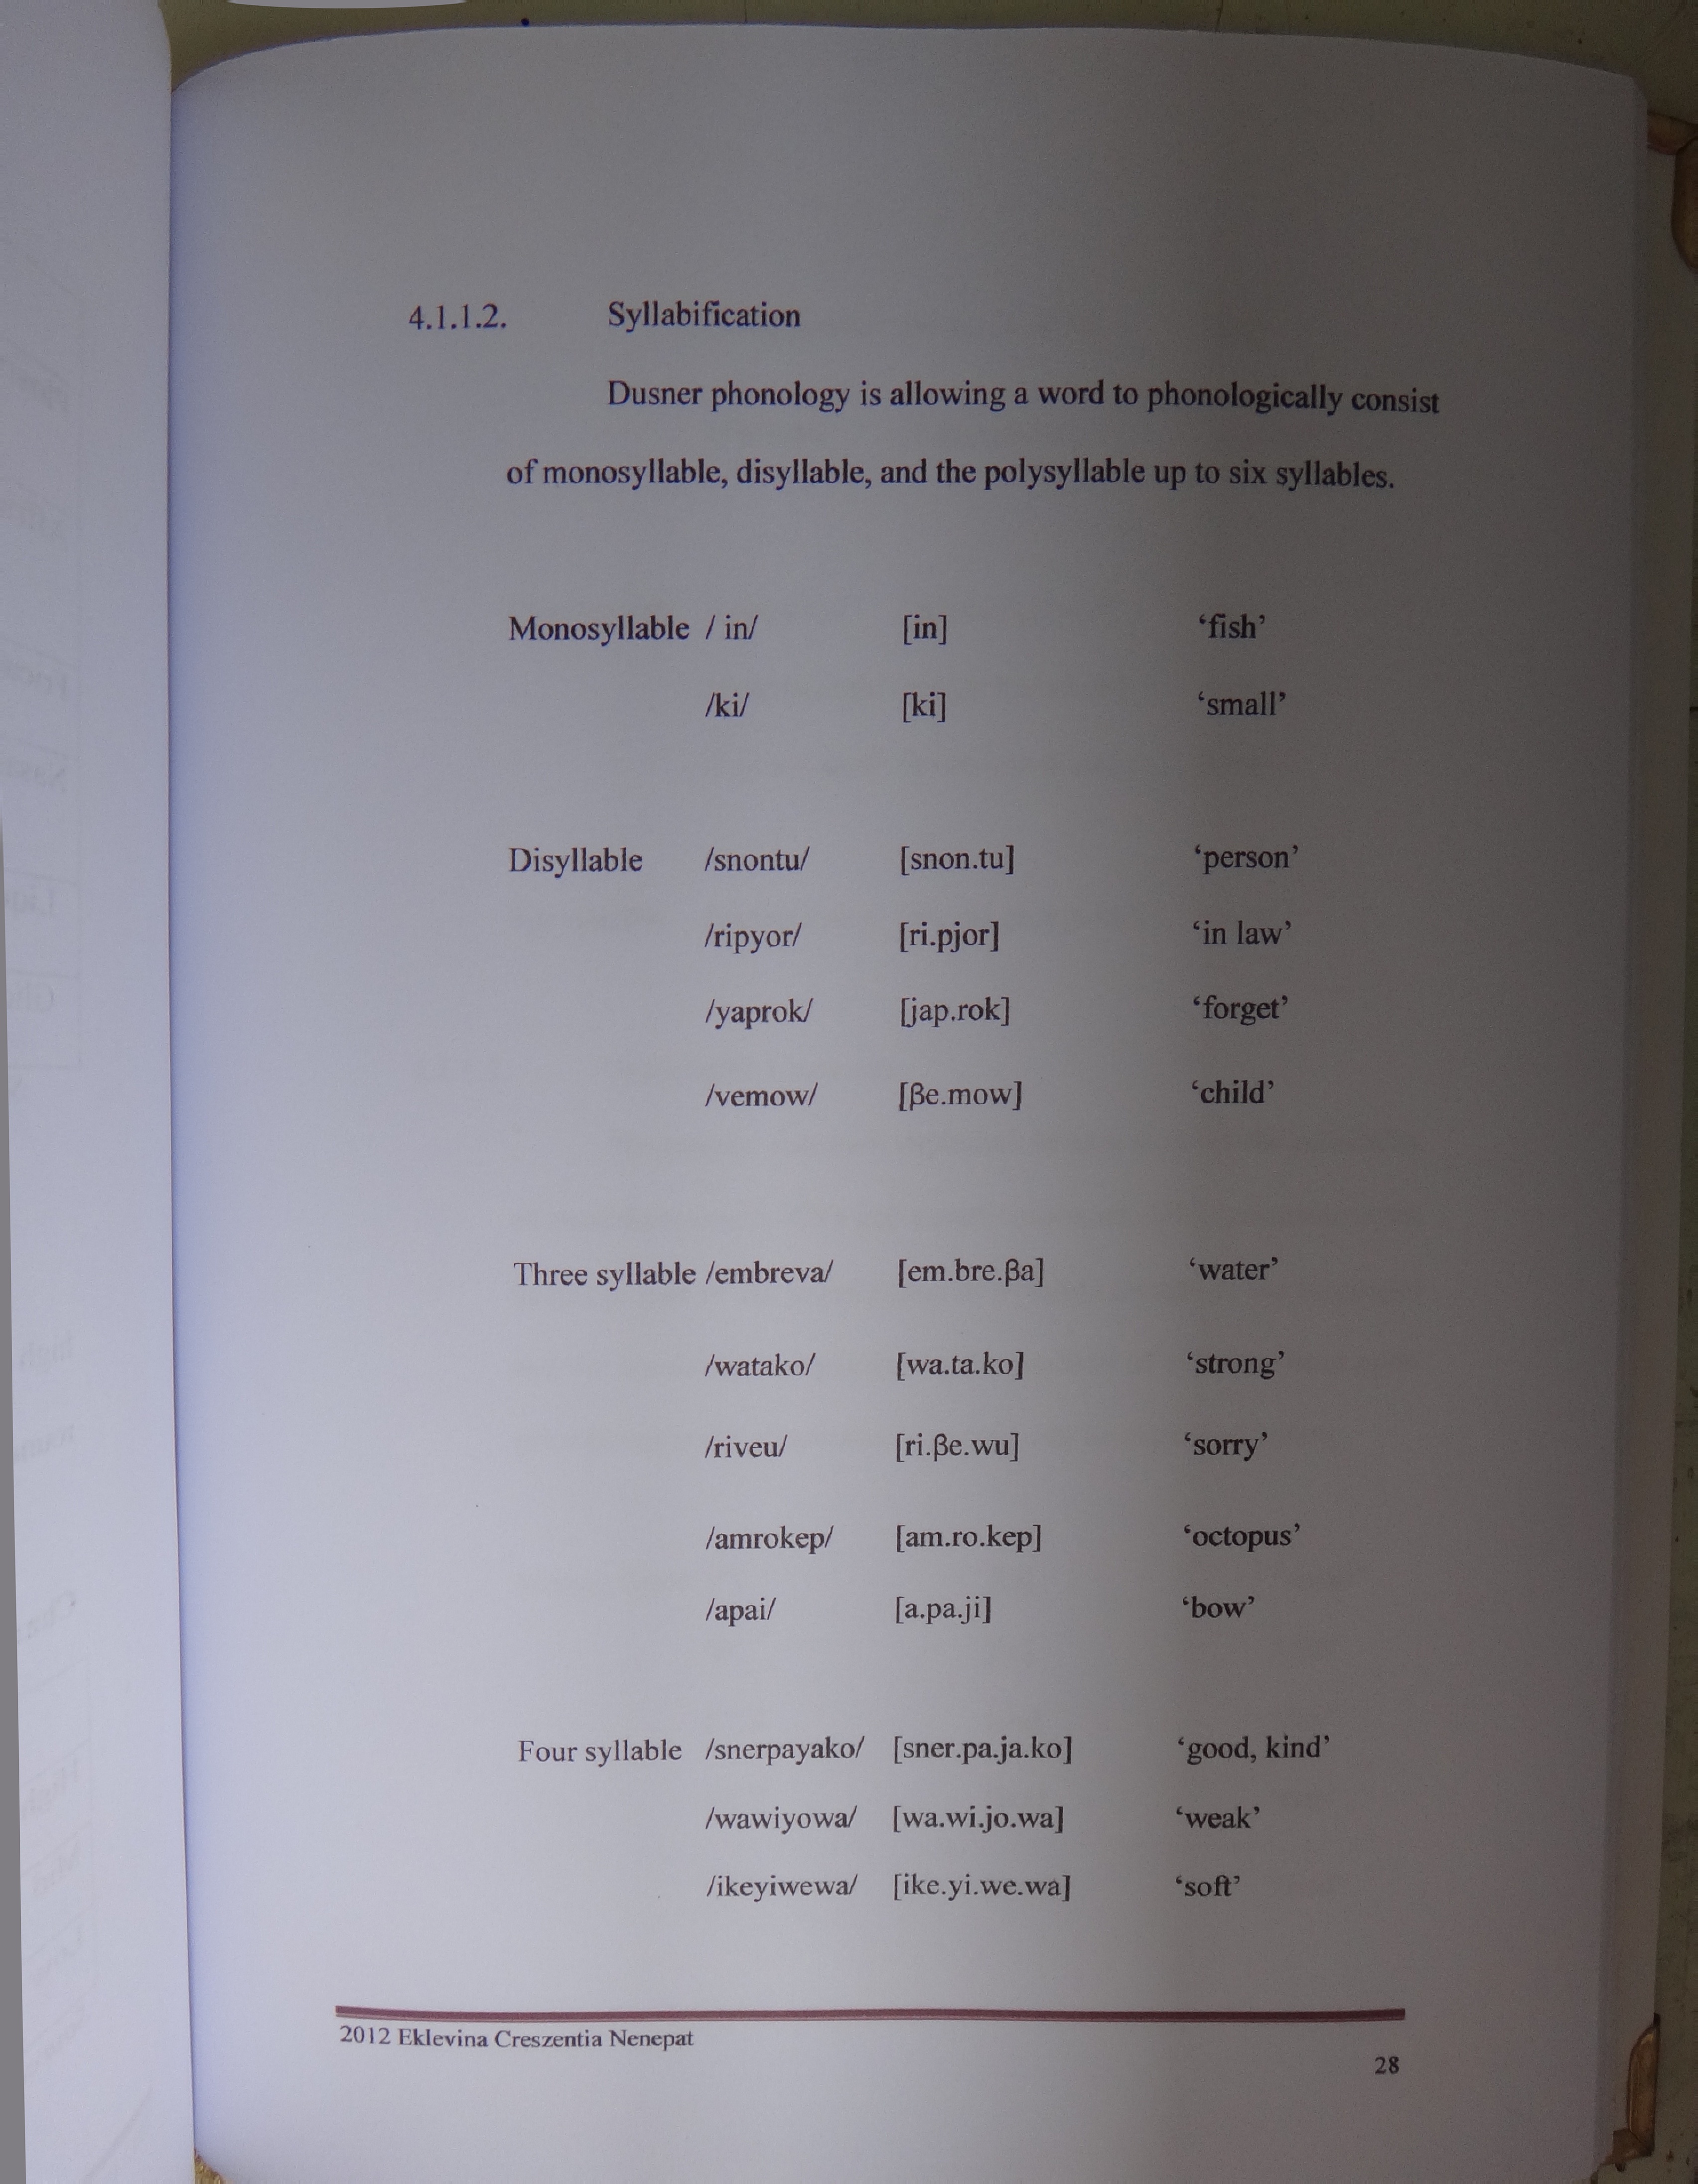 4.1.1.2. Syllabification
Dusner phonology is allowing a word to phonologically consist
of monosyllable, disyllable, and the polysyllable up to six syllables.
Monosyllable / in/ [in] ‘fish’
/ki/ [ki] ‘small’
Disyllable /snontu/ [snon.tu] ‘person’
/ripyor/ [ri.pjor] ‘in law’
/yaprok/ [jap.rok] ‘forget’
/vemow/ [βe.mow] ‘child’
Three syllable /embreva/ [em.bre.βa] ‘water’
/watako/ [wa.ta.ko] ‘strong’
/riveu/ [ri.βe.wu] ‘sorry’
/amrokep/ [am.ro.kep] ‘octopus’
/apai/ [a.pa.ji] ‘bow’
Four syllable /snerpayako/ [sner.pa.ja.ko] ‘good, kind’
/wawiyowa/ [wa.wi.jo.wa] ‘weak’
/ikeyiwewa/ [ike.yi.we.wa] ‘soft’
2012 Eklevina Creszentia Nenepat
28